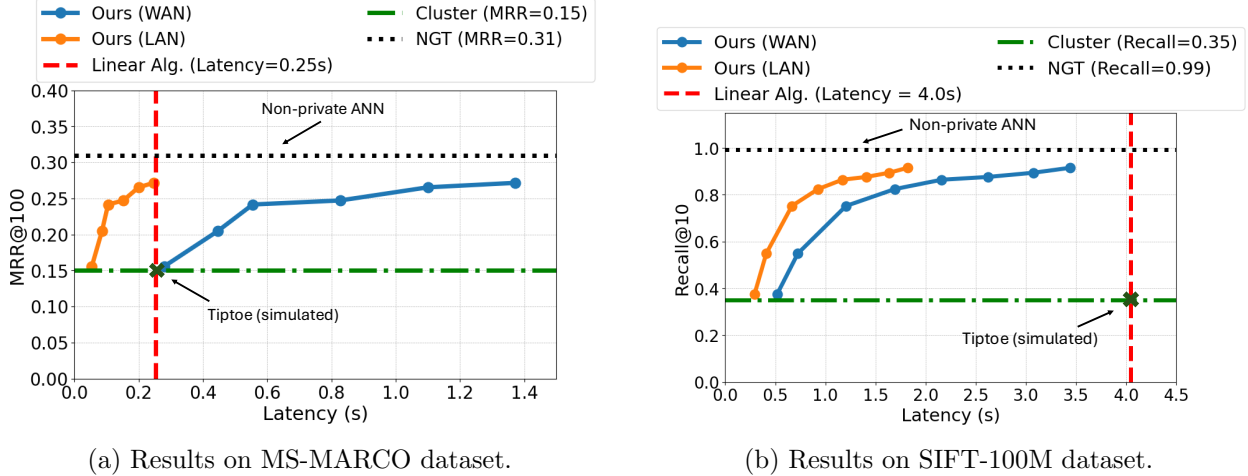 Ours (WAN)
Ours (LAN)
Linear Alg. (Latency=0.25s)
Cluster (MRR=0.15)
NGT (MRR=0.31)
0.40
0.35
0.30
0.25
0.20
0.15
0.10
0.05
0.00
MRR@100
Non-private ANN
Tiptoe (simulated)
0.0 0.2 0.4 0.6 0.8 1.0 1.2 1.4
Latency (s)
(a) Results on MS-MARCO dataset.
Ours (WAN)
Ours (LAN)
Linear Alg. (Latency = 4.0s)
Cluster (Recall=0.35)
NGT (Recall=0.99)
1.0
0.8
0.6
0.4
0.2
0.0
Recall@10
Non-private ANN
Tiptoe (simulated)
0.0 0.5 1.0 1.5 2.0 2.5 3.0 3.5 4.0 4.5
Latency (s)
(b) Results on SIFT-100M dataset.